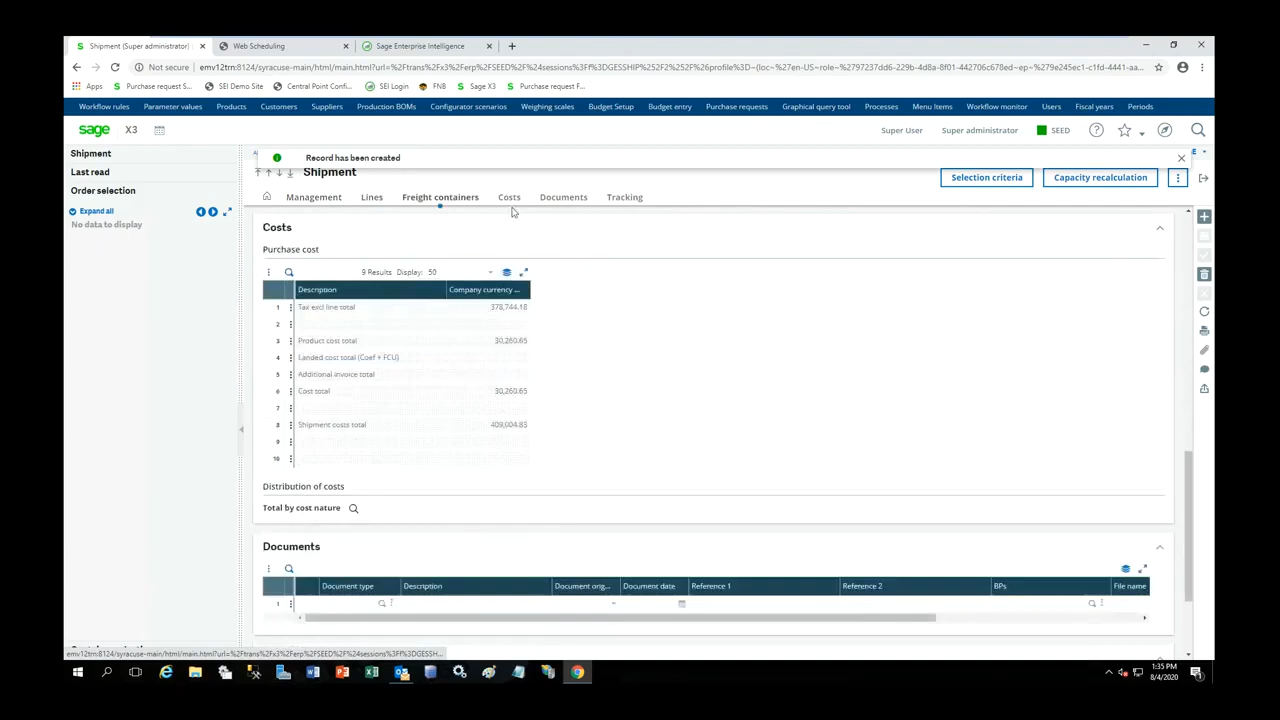 Shipment (Super administrator)
Web Scheduling
Sage Enterprise Intelligence
Not secure
emv12trn:8124/syracuse-main/html/main.html?url=%2Ftrans%2Fx3%2Ferp%2FSEED%2F%24sessions%3Ff%3DGESSHIP%252F2%252F%26profile%3D~(loc~%27en-US~role~%2797237dd6-229b-4d8a-8f01-442706c678ed~ep~%279e245ec1-c1fd-4441-aa...
Apps
Purchase request S...
SEI Demo Site
Central Point Confi...
SEI Login
FNB
Sage X3
Purchase request F...
Workflow rules
Parameter values
Products
Customers
Suppliers
Production BOMs
Configurator scenarios
Weighing scales
Budget Setup
Budget entry
Purchase requests
Graphical query tool
Processes
Menu Items
Workflow monitor
Users
Fiscal years
Periods
sage X3
Super User
Super administrator
SEED
Shipment
Last read
Order selection
Expand all
No data to display
Record has been created
Shipment
Selection criteria
Capacity recalculation
Management
Lines
Freight containers
Costs
Documents
Tracking
Costs
Purchase cost
9 Results Display: 50
Description Company currency ...
1 Tax excl line total 378,744.18
2
3 Product cost total 30,260.65
4 Landed cost total (Coef + FCU)
5 Additional invoice total
6 Cost total 30,260.65
7
8 Shipment costs total 409,004.83
9
10
Distribution of costs
Total by cost nature
Documents
Document type Description Document orig... Document date Reference 1 Reference 2 BPs File name
1
emv12trn:8124/syracuse-main/html/main.html?url=%2Ftrans%2Fx3%2Ferp%2FSEED%2F%24sessions%3Ff%3DGESSH...
1:35 PM
8/4/2020